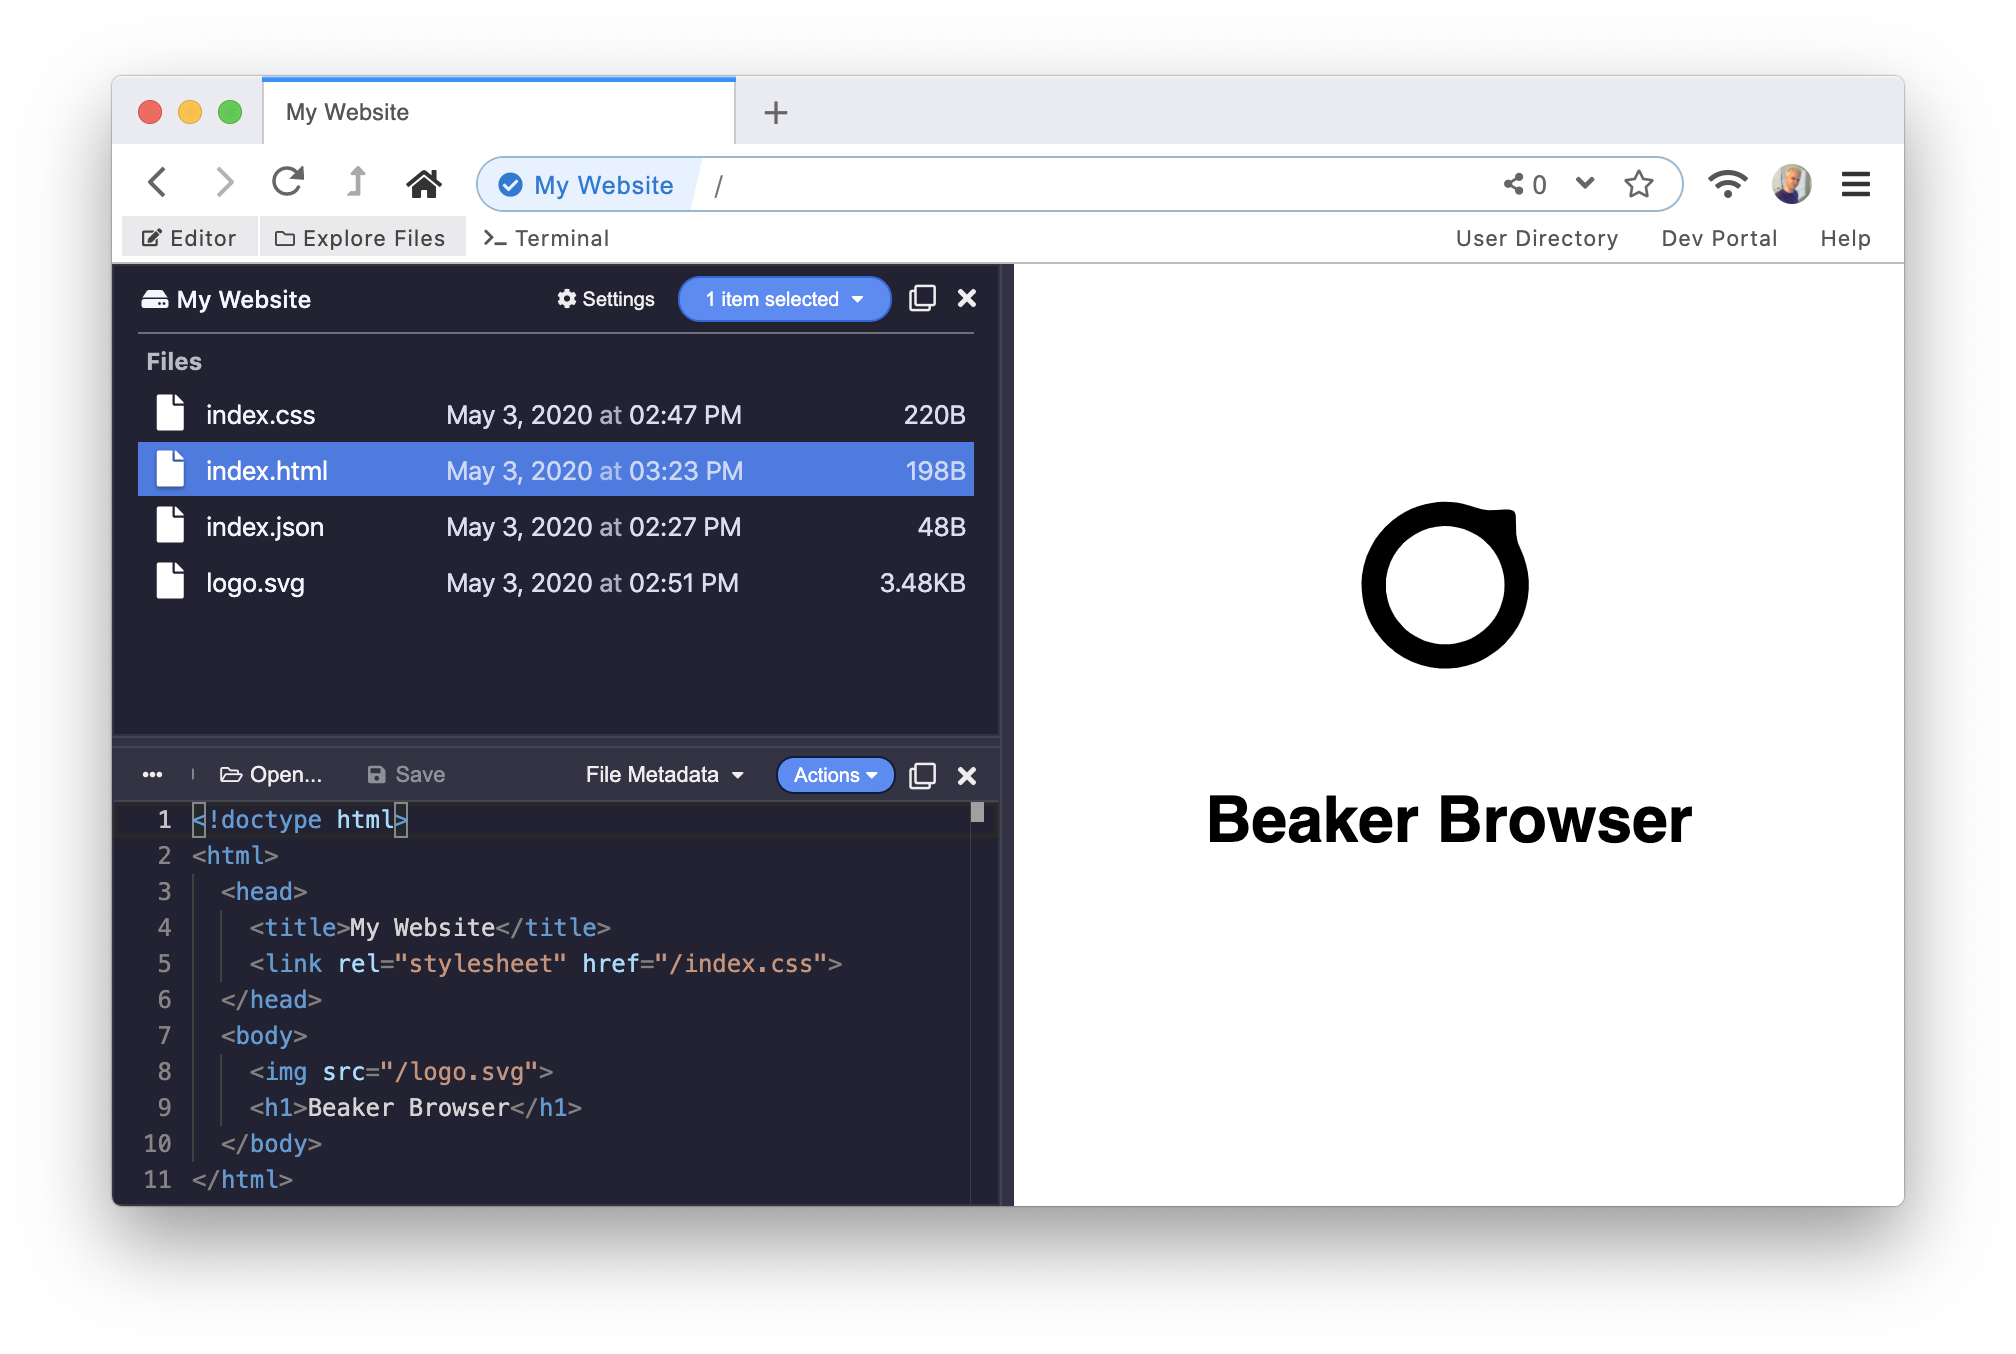 My Website
My Website / 0
Editor Explore Files Terminal User Directory Dev Portal Help
My Website Settings 1 item selected
Files
index.css May 3, 2020 at 02:47 PM 220B
index.html May 3, 2020 at 03:23 PM 198B
index.json May 3, 2020 at 02:27 PM 48B
logo.svg May 3, 2020 at 02:51 PM 3.48KB
Open... Save File Metadata Actions
1 <!doctype html>
2 <html>
3 <head>
4 <title>My Website</title>
5 <link rel="stylesheet" href="/index.css">
6 </head>
7 <body>
8 <img src="/logo.svg">
9 <h1>Beaker Browser</h1>
10 </body>
11 </html>
Beaker Browser